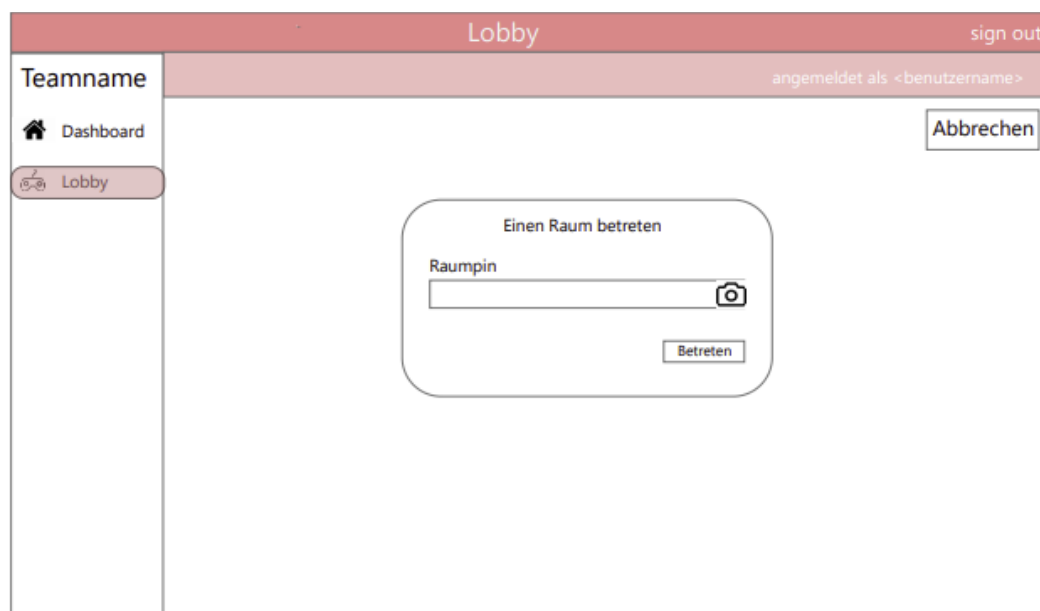 Lobby
sign out
Teamname
angemeldet als <benutzername>
Dashboard
Abbrechen
Lobby
Einen Raum betreten
Raumpin
Betreten